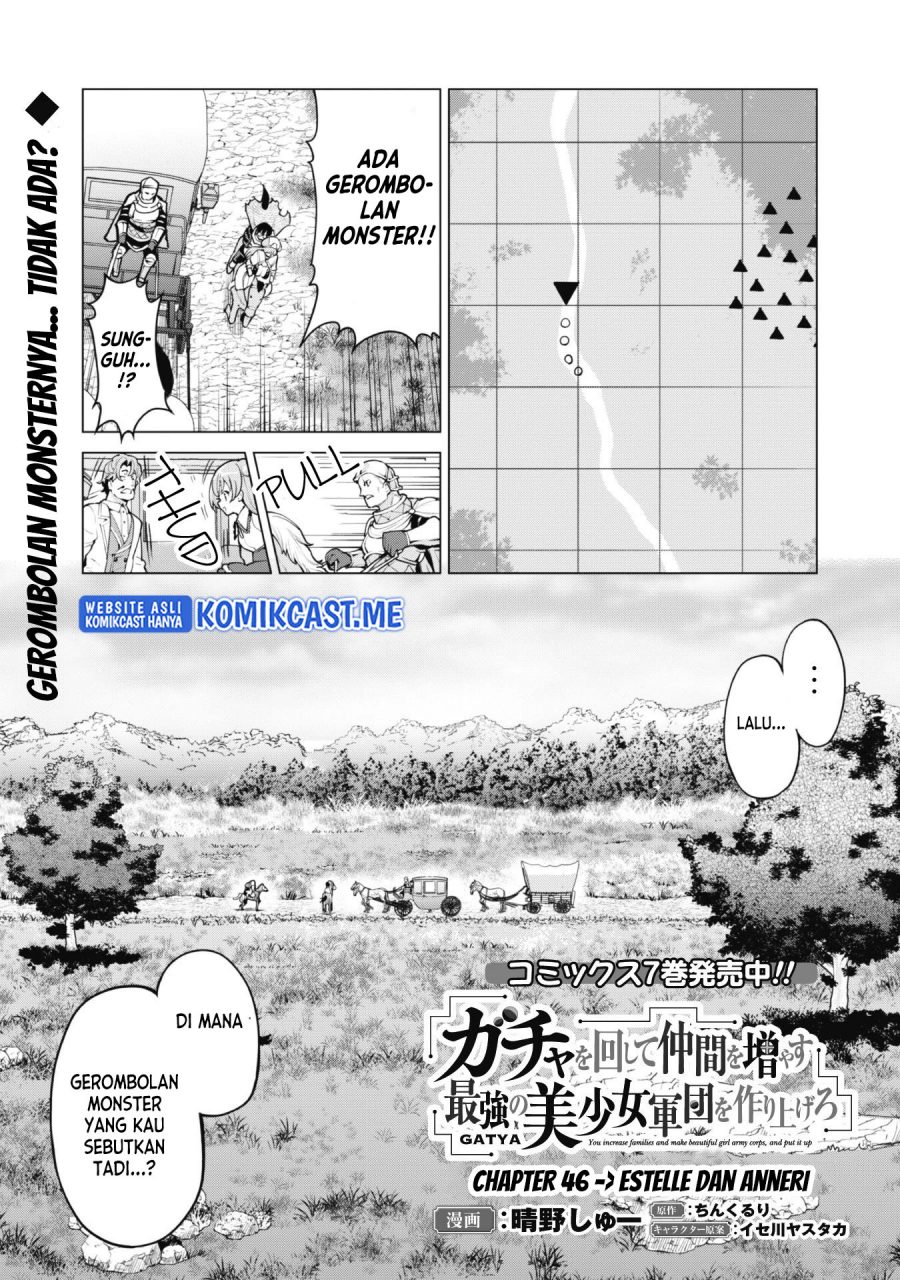 GEROMBOLAN MONSTERNYA... TIDAK ADA?
ADA
GEROMBO-
LAN
MONSTER!!
SUNG-
GUH...
!?
PULL
THUD
WEBSITE ASLI
KOMIKCAST HANYA
KOMIKCAST.ME
...
LALU...
DI MANA
GEROMBOLAN
MONSTER
YANG KAU
SEBUTKAN
TADI...?
コミックス7巻発売中!!
ガチャを回して仲間を増やす
最強の美少女軍団を作り上げろ
GATYA
You increase families and make beautiful girl army corps, and put it up
CHAPTER 46 -> ESTELLE DAN ANNERI
漫画:晴野しゅー
原作:ちんくるり
キャラクター原案:イセ川ヤスタカ